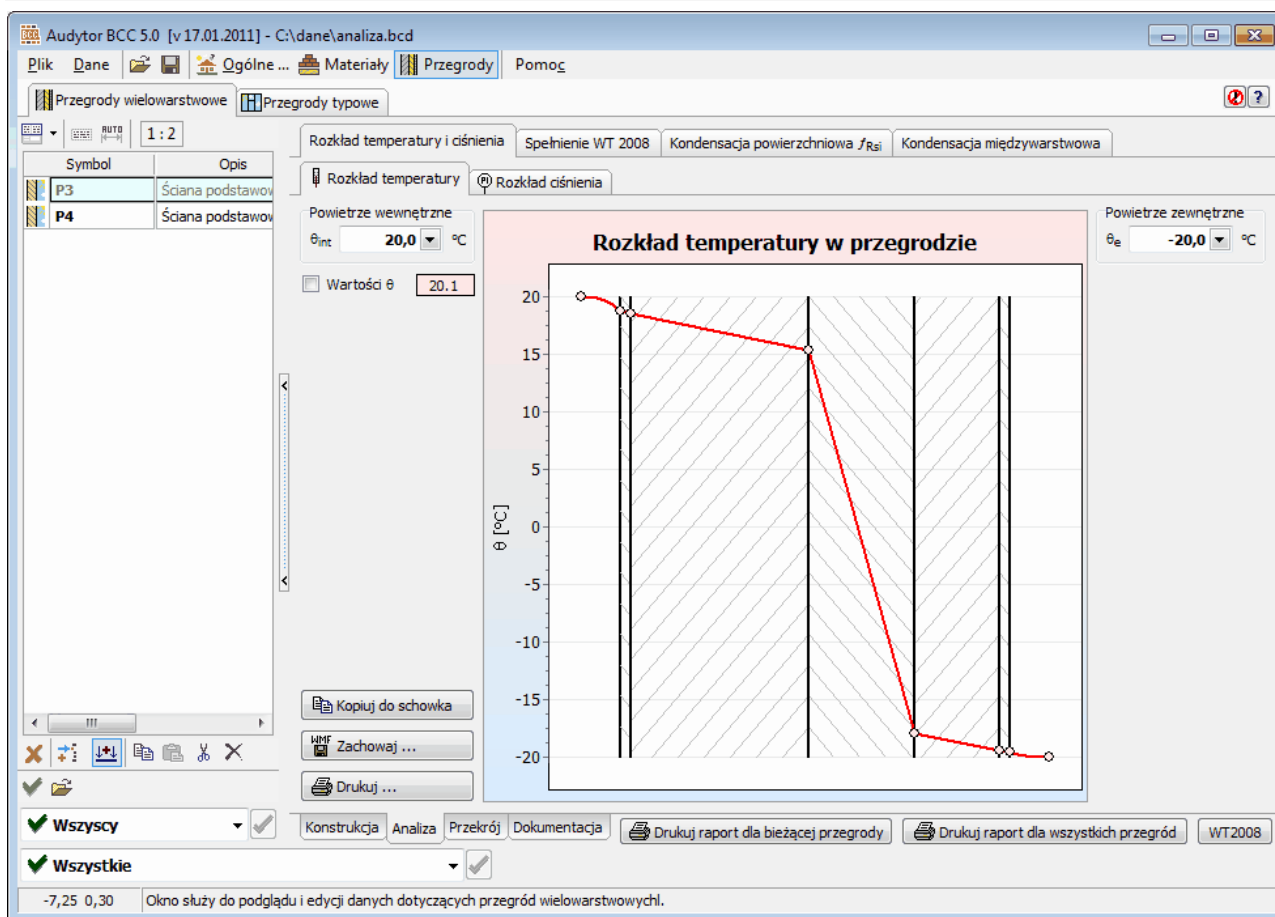 Audytor BCC 5.0 [v 17.01.2011] - C:\dane\analiza.bcd
Plik Dane Ogólne ... Materiały Przegrody Pomoc
Przegrody wielowarstwowe Przegrody typowe
AUTO 1 : 2
Symbol Opis
P3 Ściana podstawow
P4 Ściana podstawow
Rozkład temperatury i ciśnienia Spełnienie WT 2008 Kondensacja powierzchniowa fRsi Kondensacja międzywarstwowa
Rozkład temperatury Rozkład ciśnienia
Powietrze wewnętrzne
θint 20,0 °C
Wartości θ 20.1
Powietrze zewnętrzne
θe -20,0 °C
Rozkład temperatury w przegrodzie
θ [°C]
20
15
10
5
0
-5
-10
-15
-20
Kopiuj do schowka
WMF Zachowaj ...
Drukuj ...
Wszyscy
Wszystkie
Konstrukcja Analiza Przekrój Dokumentacja Drukuj raport dla bieżącej przegrody Drukuj raport dla wszystkich przegród WT2008
-7,25 0,30 Okno służy do podglądu i edycji danych dotyczących przegród wielowarstwowychl.